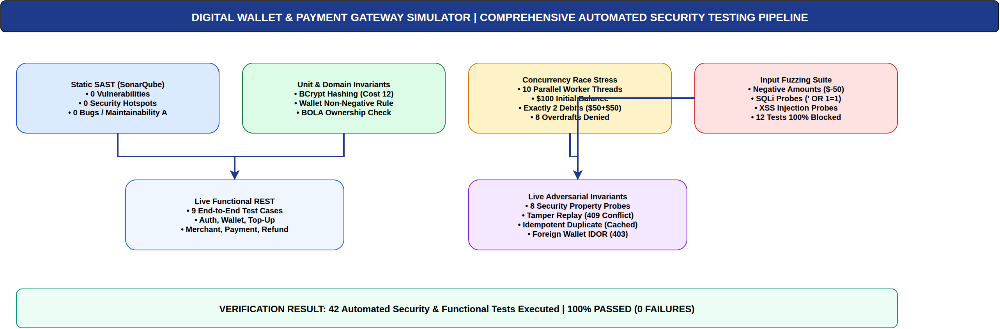 DIGITAL WALLET & PAYMENT GATEWAY SIMULATOR | COMPREHENSIVE AUTOMATED SECURITY TESTING PIPELINE
Static SAST (SonarQube)
• 0 Vulnerabilities
• 0 Security Hotspots
• 0 Bugs / Maintainability A
Unit & Domain Invariants
• BCrypt Hashing (Cost 12)
• Wallet Non-Negative Rule
• BOLA Ownership Check
Concurrency Race Stress
• 10 Parallel Worker Threads
• $100 Initial Balance
• Exactly 2 Debits ($50+$50)
• 8 Overdrafts Denied
Input Fuzzing Suite
• Negative Amounts ($-50)
• SQLi Probes (' OR 1=1)
• XSS Injection Probes
• 12 Tests 100% Blocked
Live Functional REST
• 9 End-to-End Test Cases
• Auth, Wallet, Top-Up
• Merchant, Payment, Refund
Live Adversarial Invariants
• 8 Security Property Probes
• Tamper Replay (409 Conflict)
• Idempotent Duplicate (Cached)
• Foreign Wallet IDOR (403)
VERIFICATION RESULT: 42 Automated Security & Functional Tests Executed | 100% PASSED (0 FAILURES)